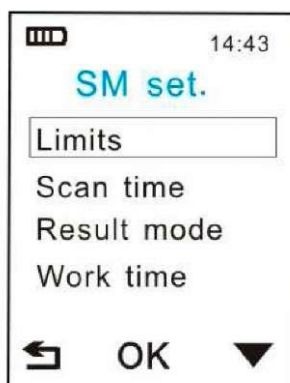 14:43
SM set.
Limits
Scan time
Result mode
Work time
OK